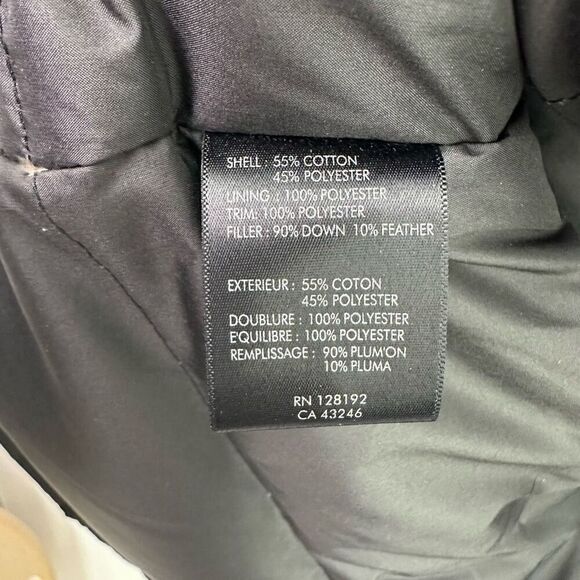 SHELL : 55% COTTON
45% POLYESTER
LINING : 100% POLYESTER
TRIM: 100% POLYESTER
FILLER : 90% DOWN 10% FEATHER
EXTERIEUR : 55% COTON
45% POLYESTER
DOUBLURE : 100% POLYESTER
EQUILIBRE : 100% POLYESTER
REMPLISSAGE : 90% PLUM'ON
10% PLUMA
RN 128192
CA 43246